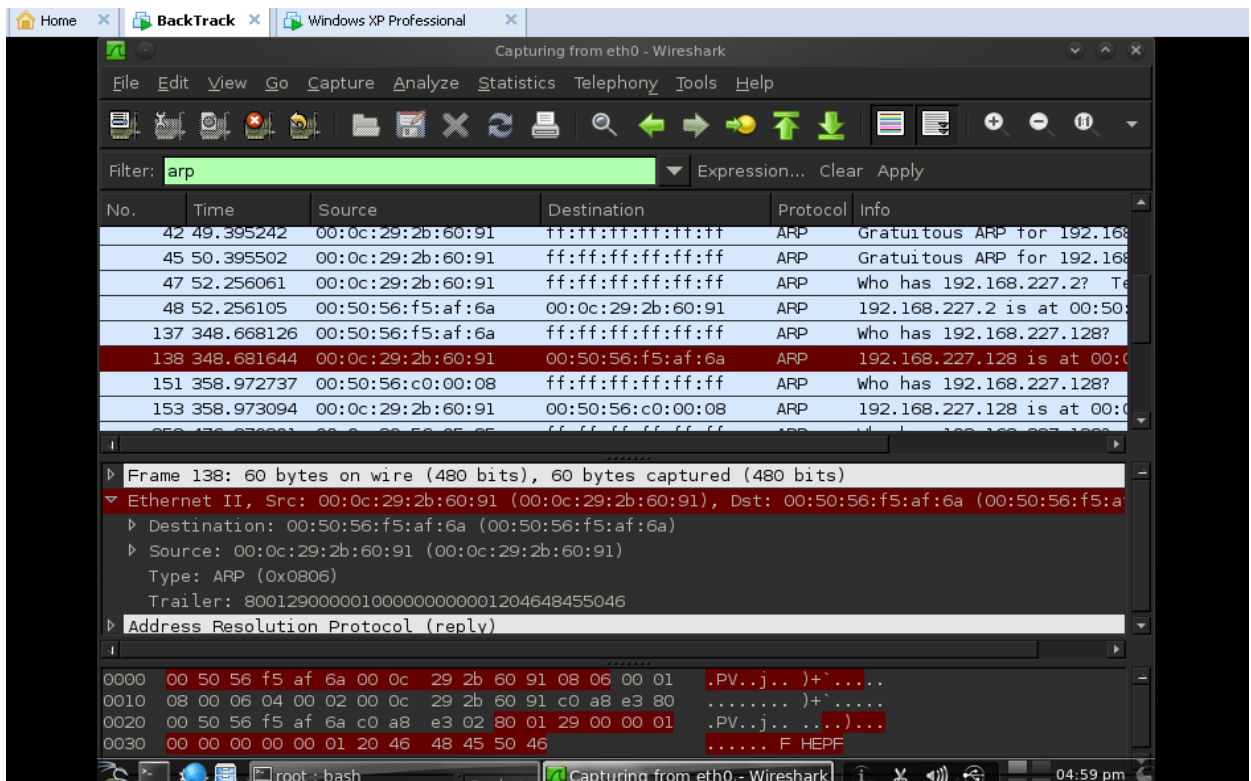 Home BackTrack Windows XP Professional
Capturing from eth0 - Wireshark
File Edit View Go Capture Analyze Statistics Telephony Tools Help
Filter: arp Expression... Clear Apply
No. Time Source Destination Protocol Info
42 49.395242 00:0c:29:2b:60:91 ff:ff:ff:ff:ff:ff ARP Gratuitous ARP for 192.168
45 50.395502 00:0c:29:2b:60:91 ff:ff:ff:ff:ff:ff ARP Gratuitous ARP for 192.168
47 52.256061 00:0c:29:2b:60:91 ff:ff:ff:ff:ff:ff ARP Who has 192.168.227.2? Te
48 52.256105 00:50:56:f5:af:6a 00:0c:29:2b:60:91 ARP 192.168.227.2 is at 00:50:
137 348.668126 00:50:56:f5:af:6a ff:ff:ff:ff:ff:ff ARP Who has 192.168.227.128?
138 348.681644 00:0c:29:2b:60:91 00:50:56:f5:af:6a ARP 192.168.227.128 is at 00:0
151 358.972737 00:50:56:c0:00:08 ff:ff:ff:ff:ff:ff ARP Who has 192.168.227.128?
153 358.973094 00:0c:29:2b:60:91 00:50:56:c0:00:08 ARP 192.168.227.128 is at 00:0
Frame 138: 60 bytes on wire (480 bits), 60 bytes captured (480 bits)
Ethernet II, Src: 00:0c:29:2b:60:91 (00:0c:29:2b:60:91), Dst: 00:50:56:f5:af:6a (00:50:56:f5:a
Destination: 00:50:56:f5:af:6a (00:50:56:f5:af:6a)
Source: 00:0c:29:2b:60:91 (00:0c:29:2b:60:91)
Type: ARP (0x0806)
Trailer: 800129000001000000000001204648455046
Address Resolution Protocol (reply)
0000 00 50 56 f5 af 6a 00 0c 29 2b 60 91 08 06 00 01 .PV..j.. )+`.....
0010 08 00 06 04 00 02 00 0c 29 2b 60 91 c0 a8 e3 80 ........ )+`.....
0020 00 50 56 f5 af 6a c0 a8 e3 02 80 01 29 00 00 01 .PV..j.. ....)...
0030 00 00 00 00 00 01 20 46 48 45 50 46 ...... F HEPF
root : bash Capturing from eth0 - Wireshark 04:59 pm